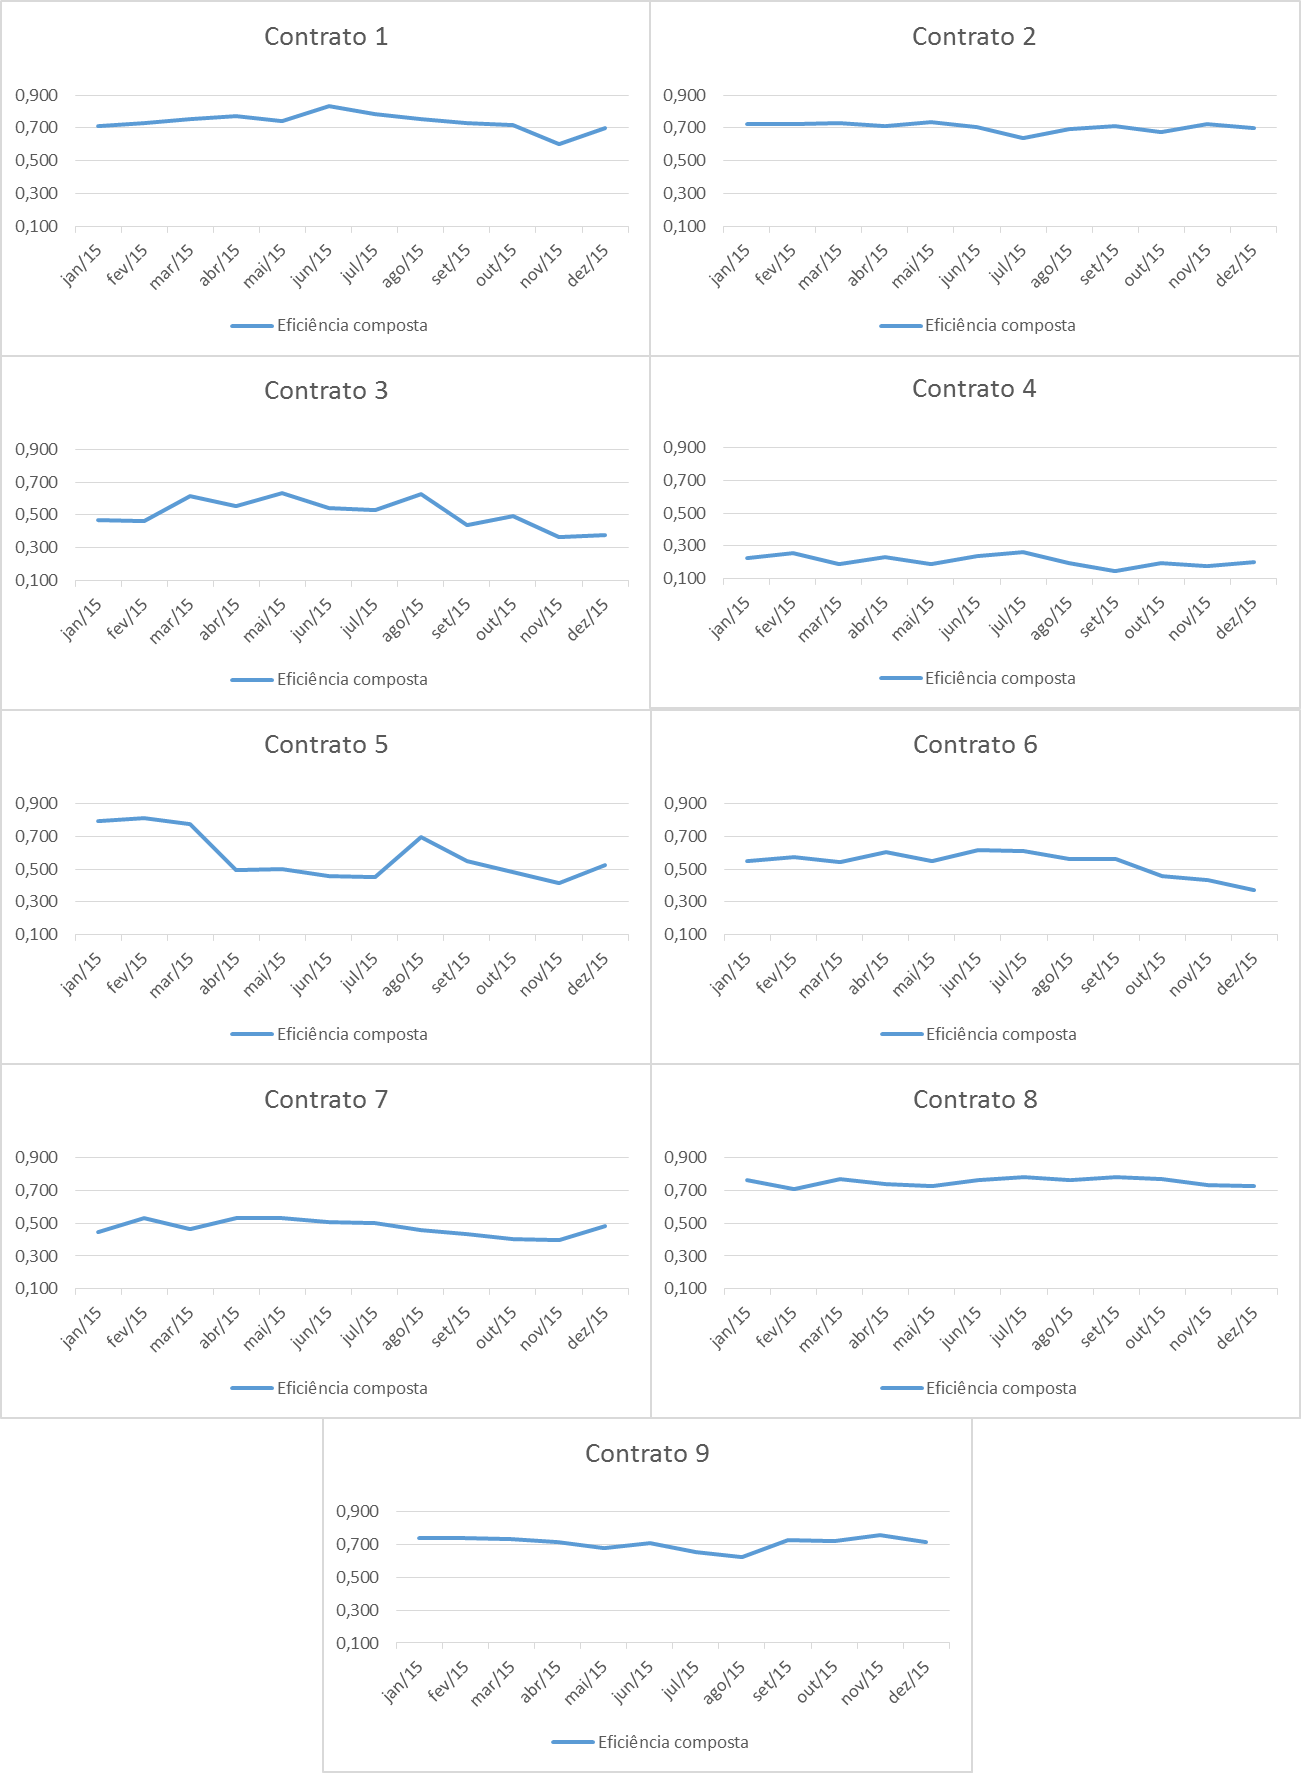 Contrato 1
0,900
0,700
0,500
0,300
0,100
jan/15 fev/15 mar/15 abr/15 mai/15 jun/15 jul/15 ago/15 set/15 out/15 nov/15 dez/15
Eficiência composta
Contrato 2
0,900
0,700
0,500
0,300
0,100
jan/15 fev/15 mar/15 abr/15 mai/15 jun/15 jul/15 ago/15 set/15 out/15 nov/15 dez/15
Eficiência composta
Contrato 3
0,900
0,700
0,500
0,300
0,100
jan/15 fev/15 mar/15 abr/15 mai/15 jun/15 jul/15 ago/15 set/15 out/15 nov/15 dez/15
Eficiência composta
Contrato 4
0,900
0,700
0,500
0,300
0,100
jan/15 fev/15 mar/15 abr/15 mai/15 jun/15 jul/15 ago/15 set/15 out/15 nov/15 dez/15
Eficiência composta
Contrato 5
0,900
0,700
0,500
0,300
0,100
jan/15 fev/15 mar/15 abr/15 mai/15 jun/15 jul/15 ago/15 set/15 out/15 nov/15 dez/15
Eficiência composta
Contrato 6
0,900
0,700
0,500
0,300
0,100
jan/15 fev/15 mar/15 abr/15 mai/15 jun/15 jul/15 ago/15 set/15 out/15 nov/15 dez/15
Eficiência composta
Contrato 7
0,900
0,700
0,500
0,300
0,100
jan/15 fev/15 mar/15 abr/15 mai/15 jun/15 jul/15 ago/15 set/15 out/15 nov/15 dez/15
Eficiência composta
Contrato 8
0,900
0,700
0,500
0,300
0,100
jan/15 fev/15 mar/15 abr/15 mai/15 jun/15 jul/15 ago/15 set/15 out/15 nov/15 dez/15
Eficiência composta
Contrato 9
0,900
0,700
0,500
0,300
0,100
jan/15 fev/15 mar/15 abr/15 mai/15 jun/15 jul/15 ago/15 set/15 out/15 nov/15 dez/15
Eficiência composta